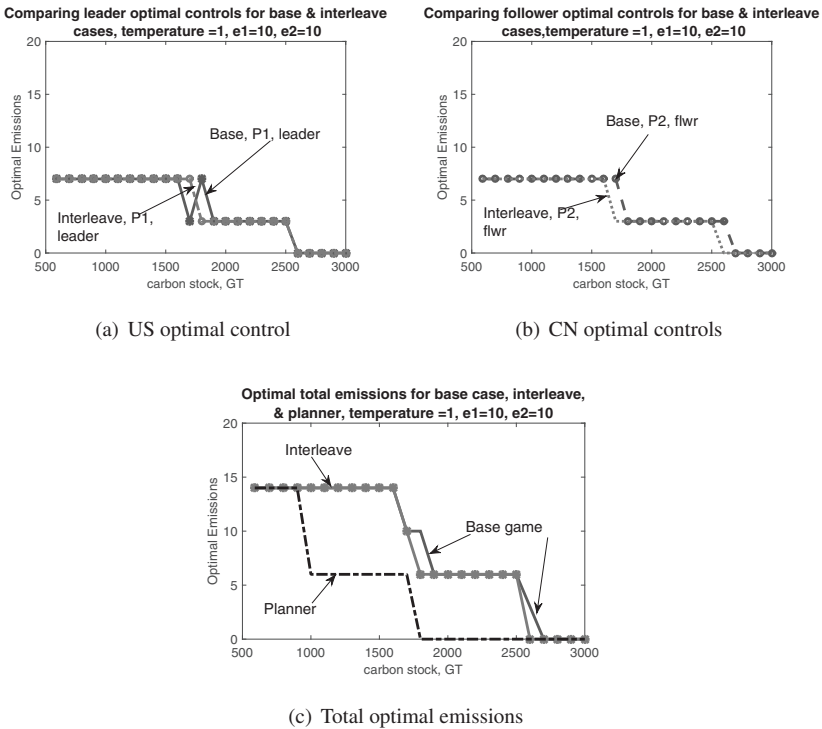 Comparing leader optimal controls for base & interleave
cases, temperature =1, e1=10, e2=10
20
15
10
5
0
Optimal Emissions
Base, P1, leader
Interleave, P1,
leader
500 1000 1500 2000 2500 3000
carbon stock, GT
(a) US optimal control
Comparing follower optimal controls for base & interleave
cases,temperature =1, e1=10, e2=10
20
15
10
5
0
Optimal Emissions
Base, P2, flwr
Interleave, P2,
flwr
500 1000 1500 2000 2500 3000
carbon stock, GT
(b) CN optimal controls
Optimal total emissions for base case, interleave,
& planner, temperature =1, e1=10, e2=10
20
15
10
5
0
Optimal Emissions
Interleave
Base game
Planner
500 1000 1500 2000 2500 3000
carbon stock, GT
(c) Total optimal emissions